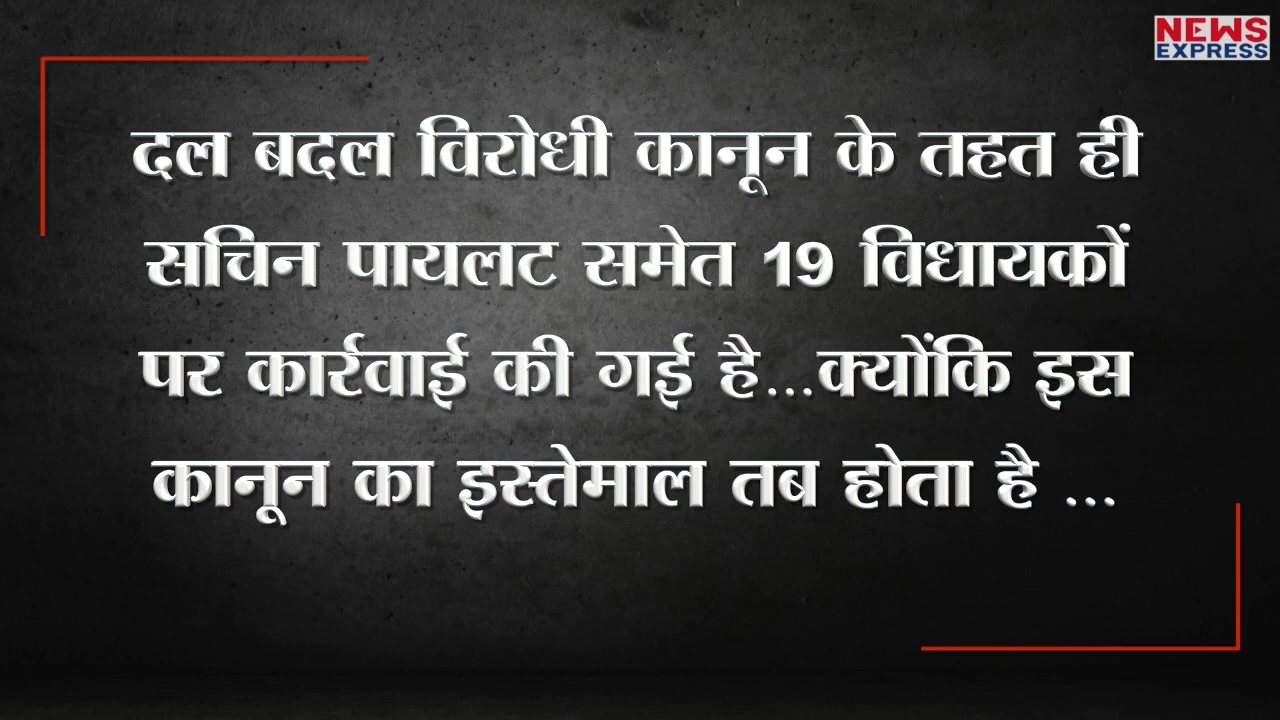 NEWS
EXPRESS
दल बदल विरोधी कानून के तहत ही
सचिन पायलट समेत 19 विधायकों
पर कार्रवाई की गई है...क्योंकि इस
कानून का इस्तेमाल तब होता है ...